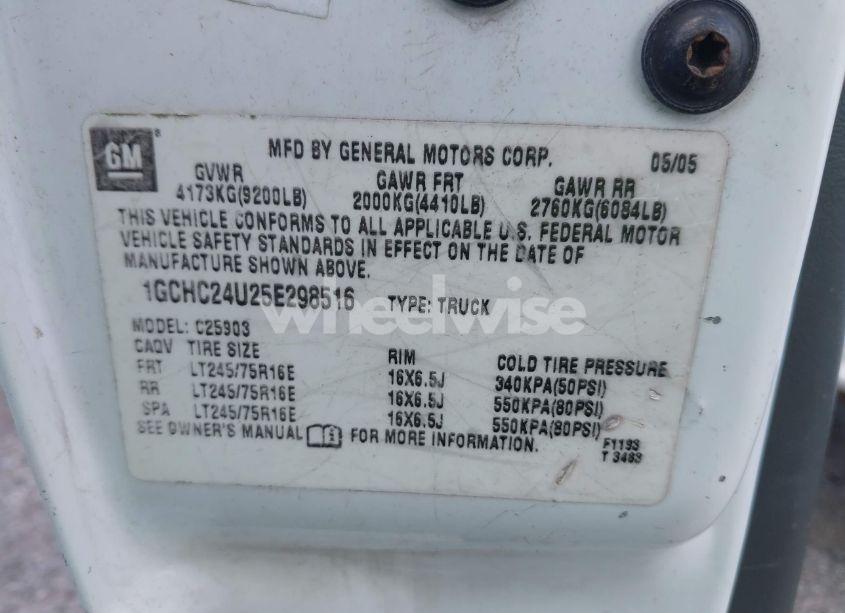 GM
MFD BY GENERAL MOTORS CORP. 05/05
GVWR GAWR FRT GAWR RR
4173KG(9200LB) 2000KG(4410LB) 2760KG(6084LB)
THIS VEHICLE CONFORMS TO ALL APPLICABLE U.S. FEDERAL MOTOR
VEHICLE SAFETY STANDARDS IN EFFECT ON THE DATE OF
MANUFACTURE SHOWN ABOVE.
1GCHC24U25E298516 TYPE: TRUCK
wheelwise
MODEL: C25903
CAQV TIRE SIZE RIM COLD TIRE PRESSURE
FRT LT245/75R16E 16X6.5J 340KPA(50PSI)
RR LT245/75R16E 16X6.5J 550KPA(80PSI)
SPA LT245/75R16E 16X6.5J 550KPA(80PSI)
SEE OWNER'S MANUAL FOR MORE INFORMATION.
F1193
T 3483